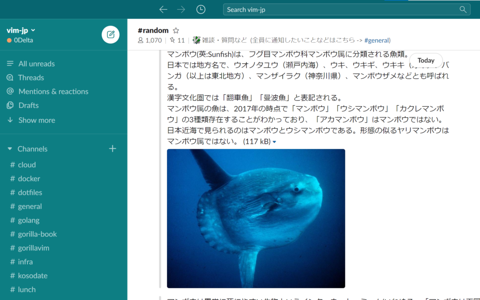 Search vim-jp
vim-jp
0Delta
All unreads
Threads
Mentions & reactions
Drafts
Show more
Channels
# cloud
# docker
# dotfiles
# general
# golang
# gorilla-book
# gorillavim
# infra
# kosodate
# lunch
#random
1,070
11
雑談・質問など (全員に通知したいことなどはこちら -> #general)
Today
マンボウ(英:Sunfish)は、フグ目マンボウ科マンボウ属に分類される魚類。
日本では地方名で、ウオノタユウ（瀬戸内海）、ウキ、ウキギ、ウキキ
バンガ（以上は東北地方）、マンザイラク（神奈川県）、マンボウザメなどとも呼ばれ
る。
漢字文化圏では「翻車魚」「曼波魚」と表記される。
マンボウ属の魚は、2017年の時点で「マンボウ」「ウシマンボウ」「カクレマンボ
ウ」の3種類存在することがわかっており、「アカマンボウ」はマンボウではない。
日本近海で見られるのはマンボウとウシマンボウである。形態の似るヤリマンボウは
マンボウ属ではない。 (117 kB)